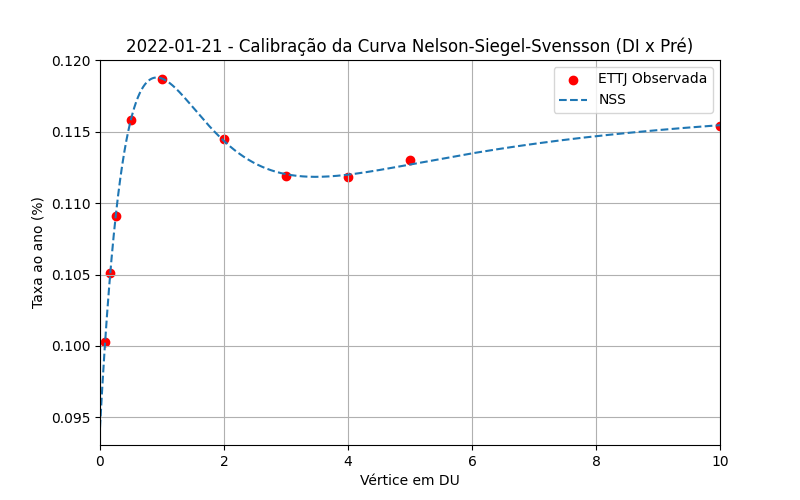 2022-01-21 - Calibração da Curva Nelson-Siegel-Svensson (DI x Pré)
0.120
0.115
0.110
0.105
0.100
0.095
Taxa ao ano (%)
ETTJ Observada
NSS
0 2 4 6 8 10
Vértice em DU